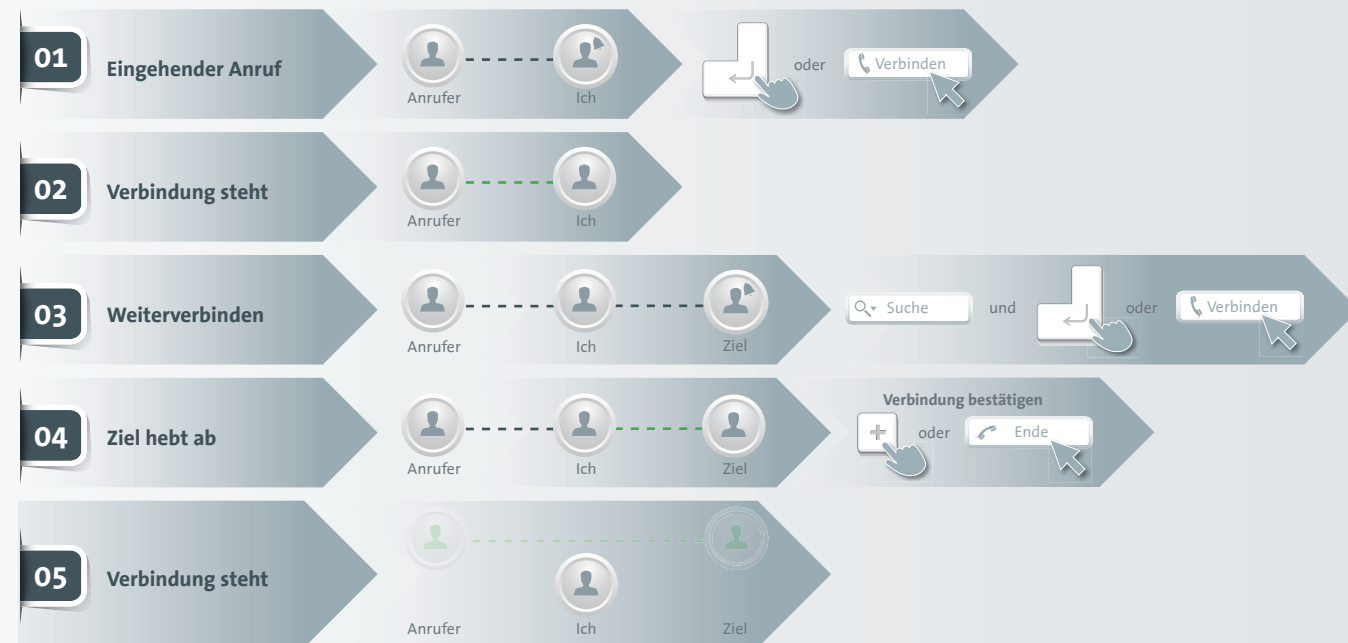 01
Eingehender Anruf
Anrufer
Ich
oder
Verbinden
02
Verbindung steht
Anrufer
Ich
03
Weiterverbinden
Anrufer
Ich
Ziel
Suche
und
oder
Verbinden
04
Ziel hebt ab
Anrufer
Ich
Ziel
Verbindung bestätigen
+
oder
Ende
05
Verbindung steht
Anrufer
Ich
Ziel